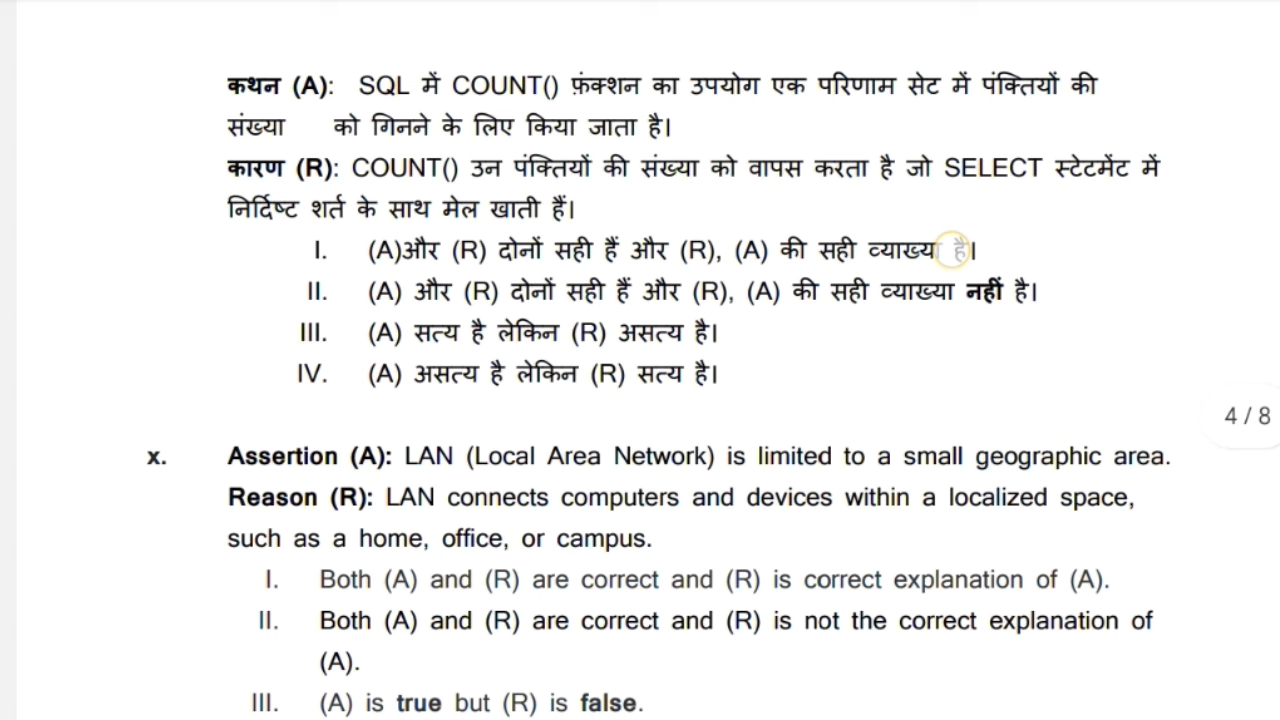 कथन (A): SQL में COUNT() फ़ंक्शन का उपयोग एक परिणाम सेट में पंक्तियों की
संख्या को गिनने के लिए किया जाता है।
कारण (R): COUNT() उन पंक्तियों की संख्या को वापस करता है जो SELECT स्टेटमेंट में
निर्दिष्ट शर्त के साथ मेल खाती हैं।
I. (A)और (R) दोनों सही हैं और (R), (A) की सही व्याख्या है।
II. (A) और (R) दोनों सही हैं और (R), (A) की सही व्याख्या नहीं है।
III. (A) सत्य है लेकिन (R) असत्य है।
IV. (A) असत्य है लेकिन (R) सत्य है।
4 / 8
x. Assertion (A): LAN (Local Area Network) is limited to a small geographic area.
Reason (R): LAN connects computers and devices within a localized space,
such as a home, office, or campus.
I. Both (A) and (R) are correct and (R) is correct explanation of (A).
II. Both (A) and (R) are correct and (R) is not the correct explanation of
(A).
III. (A) is true but (R) is false.